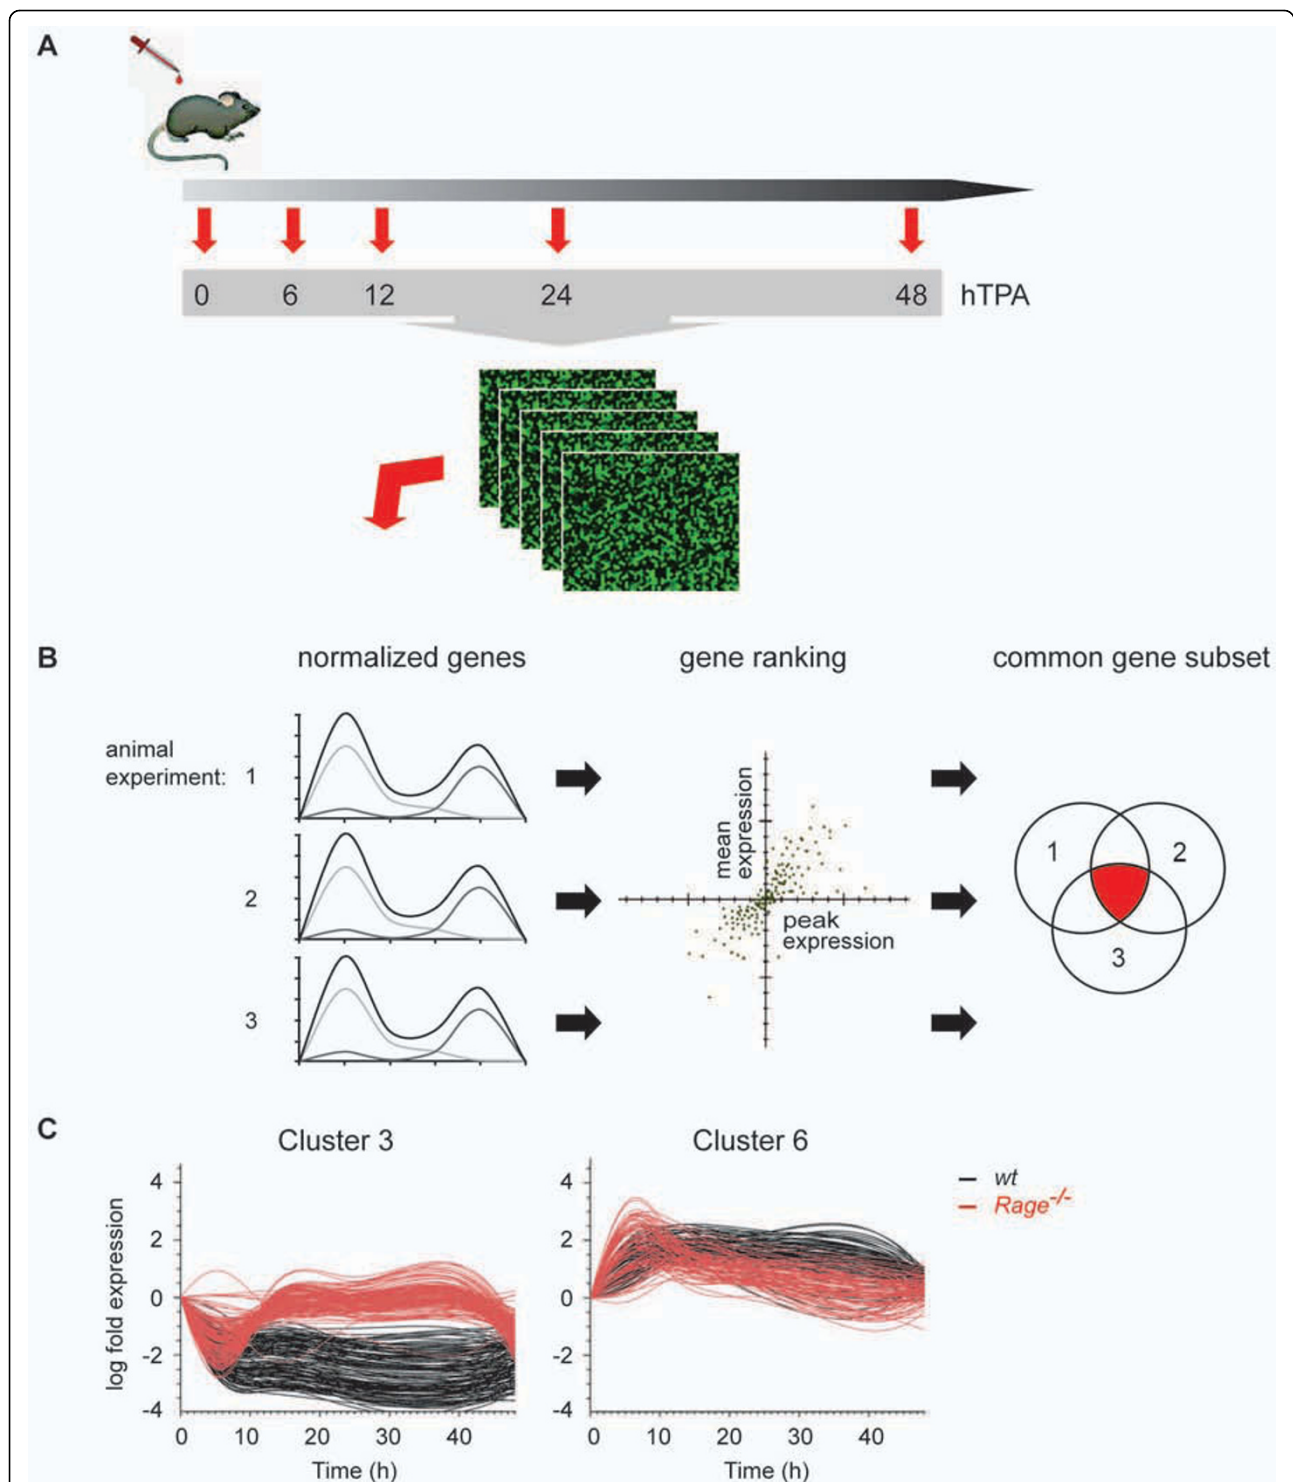 A
0 6 12 24 48 hTPA
B
normalized genes
gene ranking
common gene subset
animal
experiment: 1
2
3
mean
expression
peak
expression
1
2
3
C
Cluster 3
log fold expression
4
2
0
-2
-4
0 10 20 30 40
Time (h)
Cluster 6
4
2
0
-2
-4
0 10 20 30 40
Time (h)
wt
Rage-/-